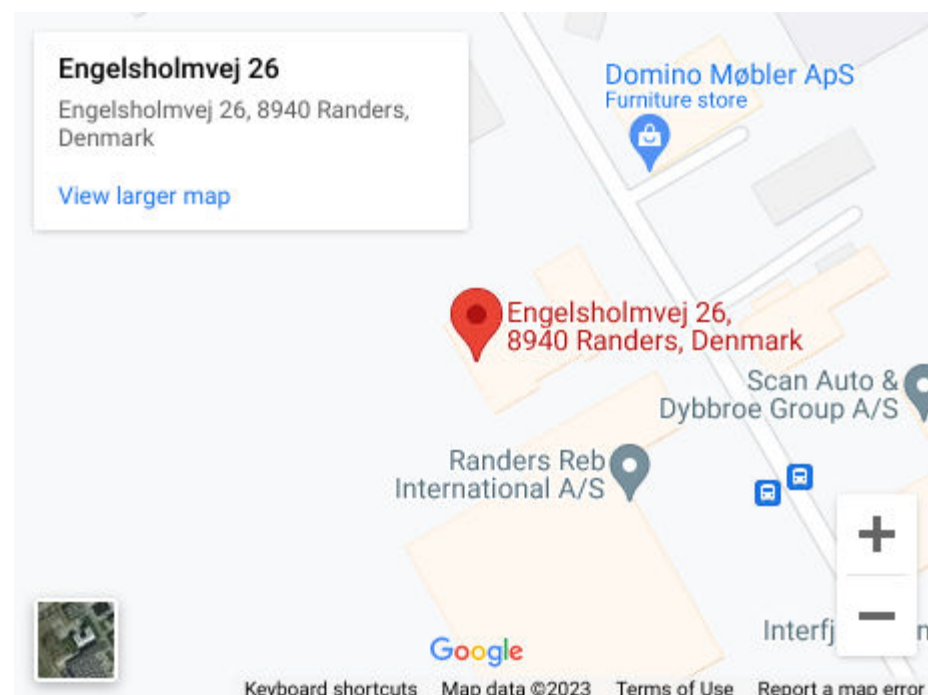 Engelsholmvej 26
Engelsholmvej 26, 8940 Randers,
Denmark
View larger map
Domino Møbler ApS
Furniture store
Engelsholmvej 26,
8940 Randers, Denmark
Scan Auto &
Dybbroe Group A/S
Randers Reb
International A/S
Interfj
Google
Keyboard shortcuts Map data ©2023 Terms of Use Report a map error